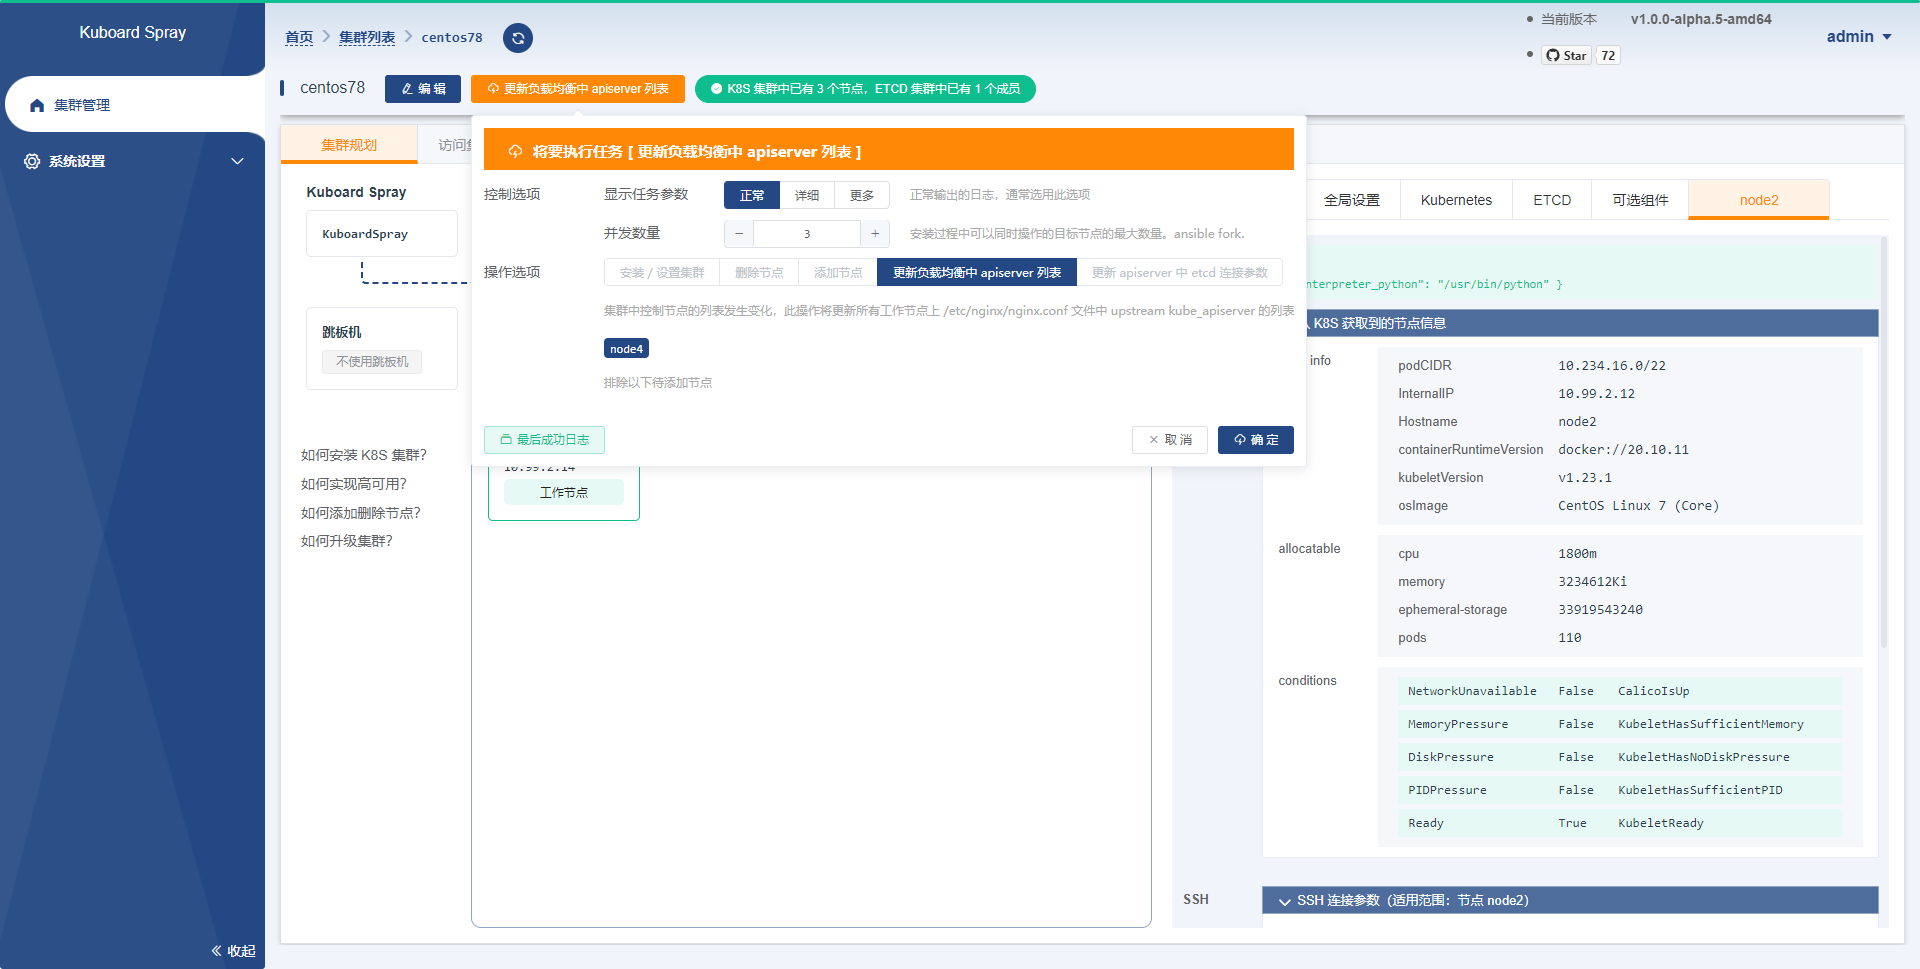 Kuboard Spray
集群管理
系统设置
收起
首页
集群列表
centos78
当前版本
v1.0.0-alpha.5-amd64
Star
72
admin
centos78
编 辑
更新负载均衡中 apiserver 列表
K8S 集群中已有 3 个节点，ETCD 集群中已有 1 个成员
集群规划
访问
Kuboard Spray
KuboardSpray
跳板机
不使用跳板机
如何安装 K8S 集群？
如何实现高可用？
如何添加删除节点？
如何升级集群？
将要执行任务 [ 更新负载均衡中 apiserver 列表 ]
控制选项
显示任务参数
正常
详细
更多
正常输出的日志，通常选用此选项
并发数量
3
安装过程中可以同时操作的目标节点的最大数量。ansible fork.
操作选项
安装 / 设置集群
删除节点
添加节点
更新负载均衡中 apiserver 列表
更新 apiserver 中 etcd 连接参数
集群中控制节点的列表发生变化，此操作将更新所有工作节点上 /etc/nginx/nginx.conf 文件中 upstream kube_apiserver 的列表
node4
排除以下待添加节点
最后成功日志
取 消
确 定
10.99.2.14
工作节点
全局设置
Kubernetes
ETCD
可选组件
node2
nterpreter_python": "/usr/bin/python" }
K8S 获取到的节点信息
info
podCIDR 10.234.16.0/22
InternalIP 10.99.2.12
Hostname node2
containerRuntimeVersion docker://20.10.11
kubeletVersion v1.23.1
osImage CentOS Linux 7 (Core)
allocatable
cpu 1800m
memory 3234612Ki
ephemeral-storage 33919543240
pods 110
conditions
NetworkUnavailable False CalicoIsUp
MemoryPressure False KubeletHasSufficientMemory
DiskPressure False KubeletHasNoDiskPressure
PIDPressure False KubeletHasSufficientPID
Ready True KubeletReady
SSH
SSH 连接参数（适用范围：节点 node2）